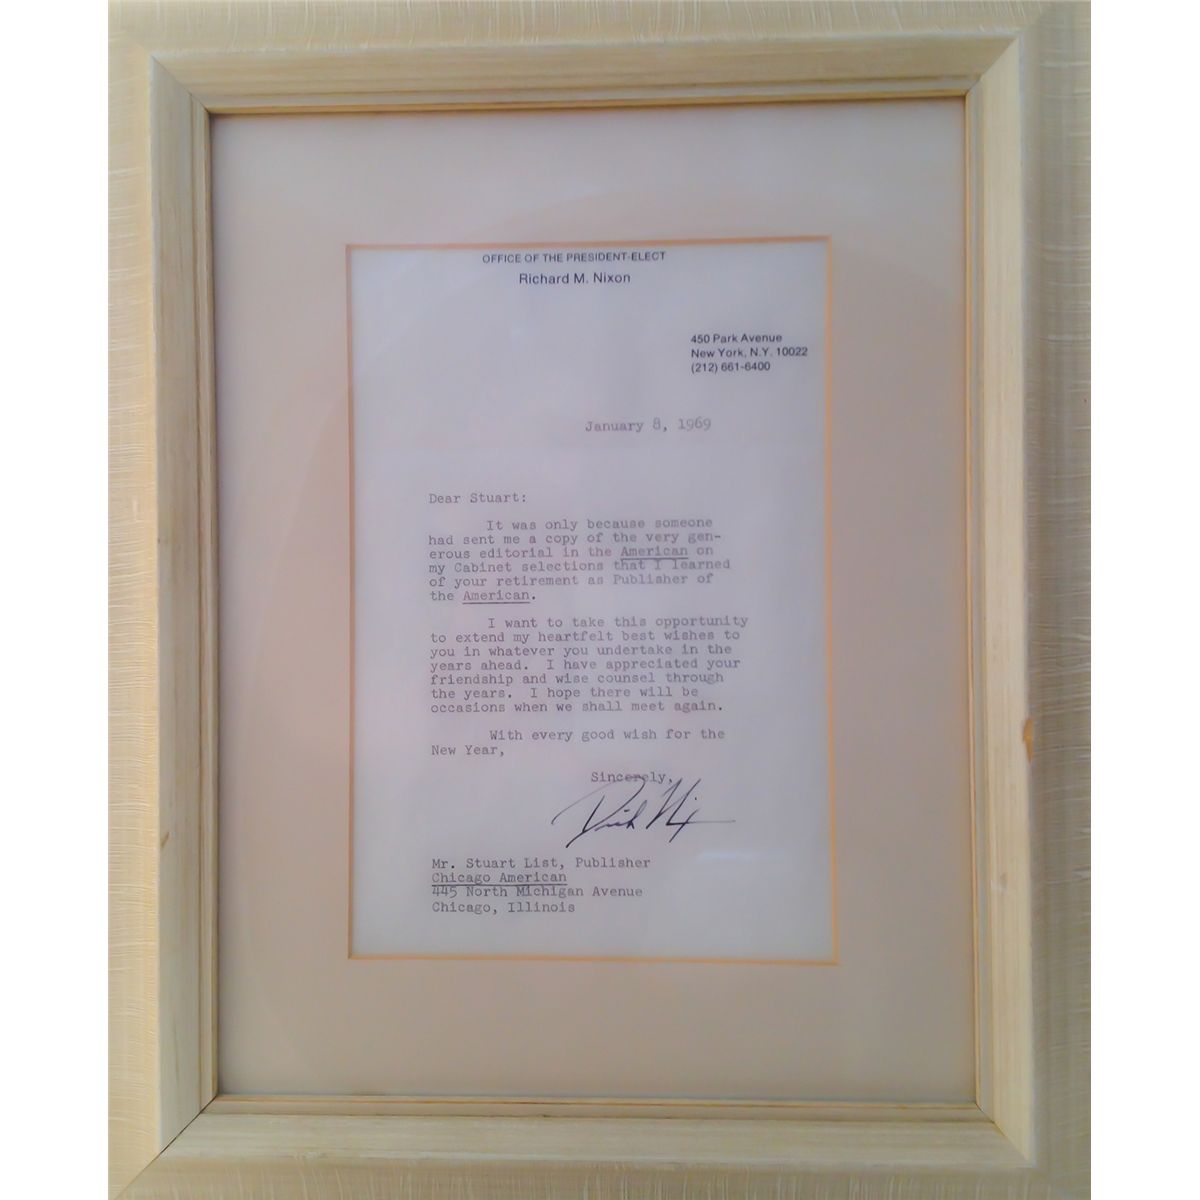 OFFICE OF THE PRESIDENT-ELECT
Richard M. Nixon
450 Park Avenue
New York, N.Y. 10022
(212) 661-6400
January 8, 1969
Dear Stuart:
It was only because someone
had sent me a copy of the very gen-
erous editorial in the American on
my Cabinet selections that I learned
of your retirement as Publisher of
the American.
I want to take this opportunity
to extend my heartfelt best wishes to
you in whatever you undertake in the
years ahead. I have appreciated your
friendship and wise counsel through
the years. I hope there will be
occasions when we shall meet again.
With every good wish for the
New Year,
Sincerely,
Dick Nix
Mr. Stuart List, Publisher
Chicago American
445 North Michigan Avenue
Chicago, Illinois